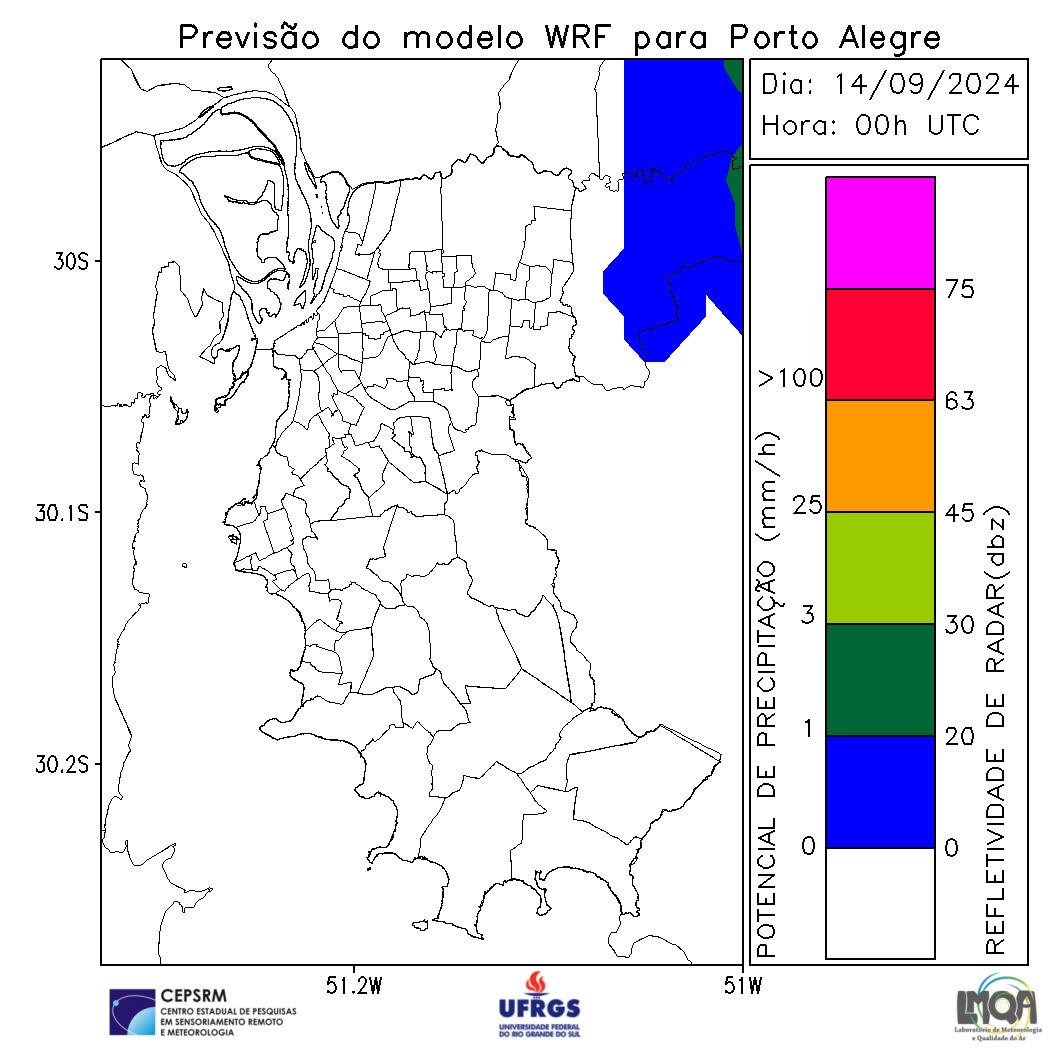 Previsão do modelo WRF para Porto Alegre
Dia: 14/09/2024
Hora: 00h UTC
30S
30.1S
30.2S
51.2W
51W
POTENCIAL DE PRECIPITAÇÃO (mm/h)
>100
25
3
1
0
75
63
45
30
20
0
REFLETIVIDADE DE RADAR(dbz)
CEPSRM
CENTRO ESTADUAL DE PESQUISAS
EM SENSORIAMENTO REMOTO
E METEOROLOGIA
UFRGS
UNIVERSIDADE FEDERAL
DO RIO GRANDE DO SUL
LMQA
Laboratório de Meteorologia
e Qualidade do Ar